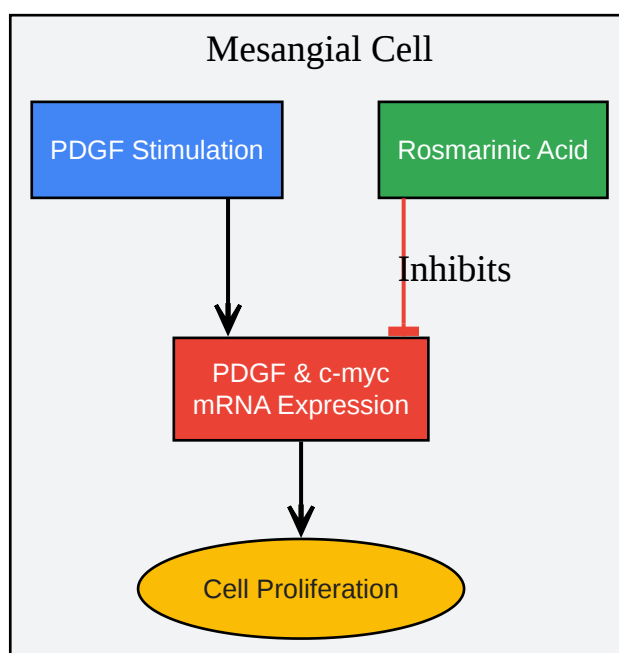 Mesangial Cell
PDGF Stimulation
Rosmarinic Acid
Inhibits
PDGF & c-myc
mRNA Expression
Cell Proliferation